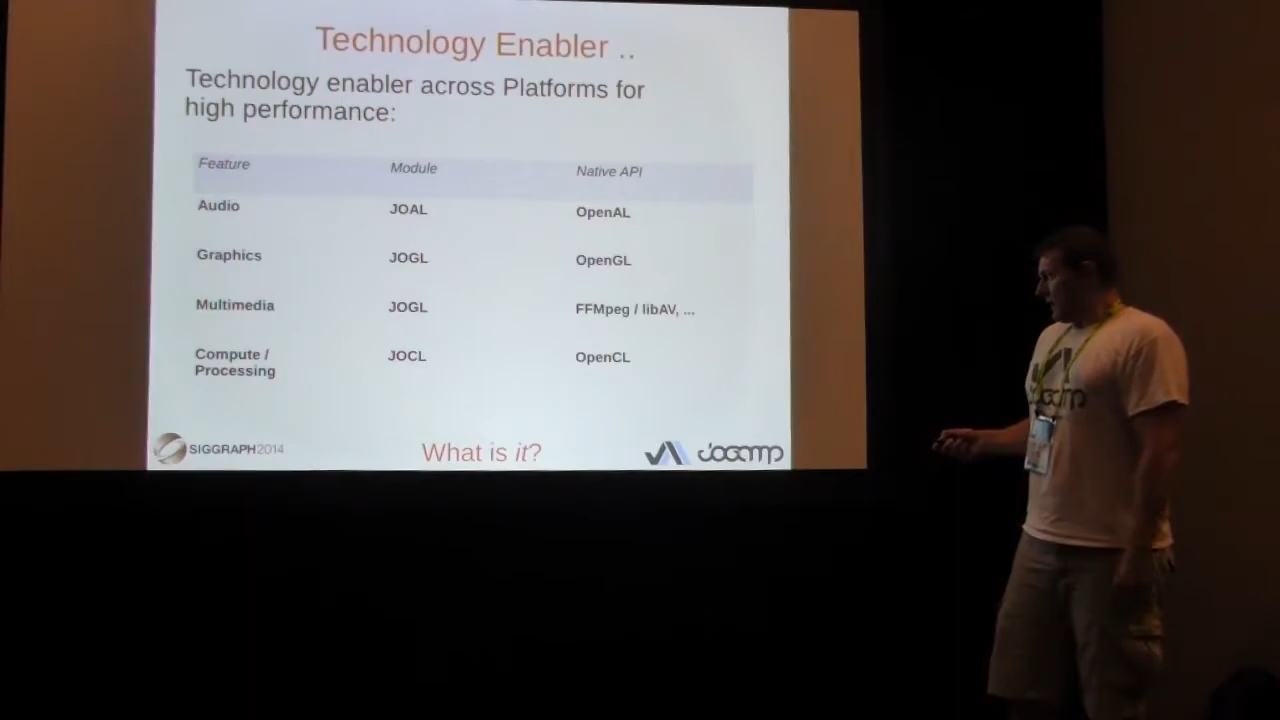 Technology Enabler ..
Technology enabler across Platforms for
high performance:
Feature Module Native API
Audio JOAL OpenAL
Graphics JOGL OpenGL
Multimedia JOGL FFMpeg / libAV, ...
Compute / JOCL OpenCL
Processing
SIGGRAPH2014 What is it? JOGAMP